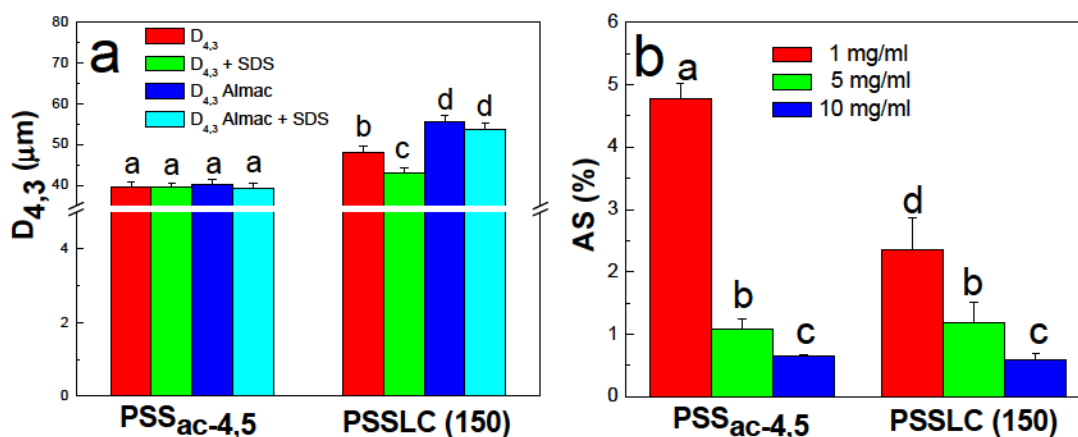 a
D4,3
D4,3 + SDS
D4,3 Almac
D4,3 Almac + SDS
D4,3 (μm)
80
70
60
50
40
4
2
0
a a a a
b c d d
PSSac-4,5 PSSLC (150)
b
1 mg/ml
5 mg/ml
10 mg/ml
AS (%)
6
5
4
3
2
1
0
a b c
d b c
PSSac-4,5 PSSLC (150)